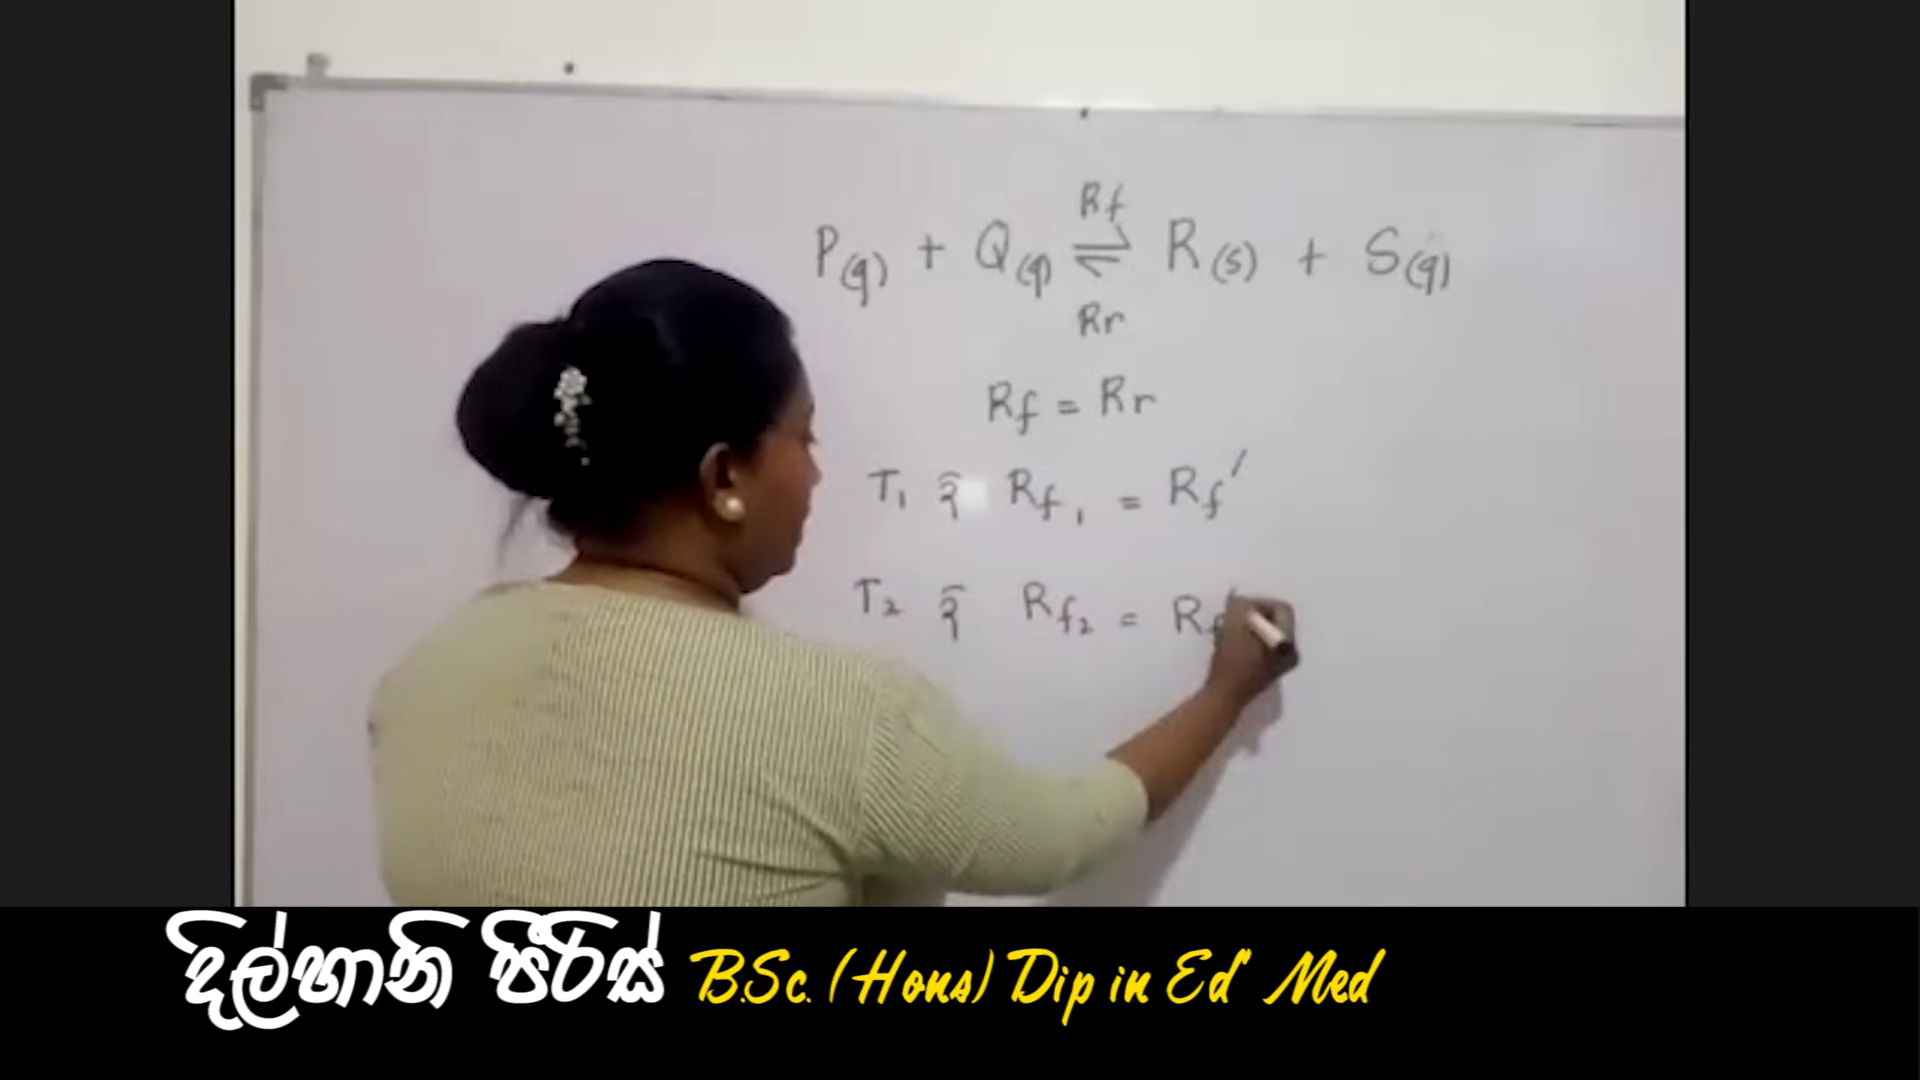 Rf
P(g) + Q(g) ⇌ R(s) + S(g)
Rr
Rf = Rr
T₁ දී Rf₁ = Rf′
T₂ දී Rf₂ = Rf
දිල්හානි පීරිස් B.Sc. (Hons) Dip in Ed Med